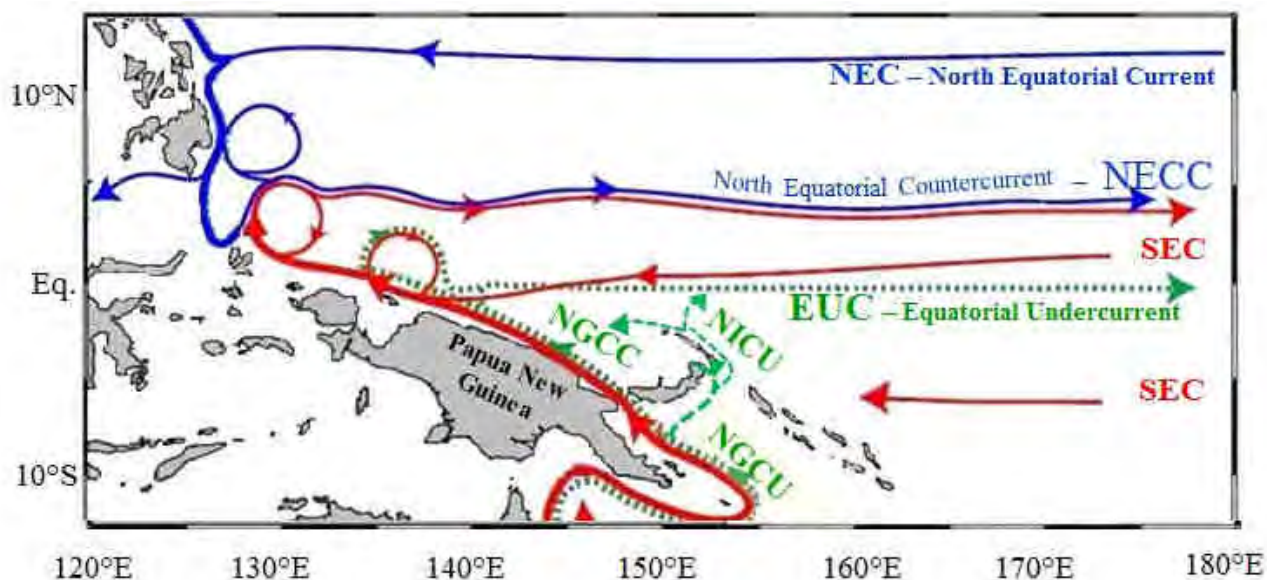 10°N
NEC – North Equatorial Current
North Equatorial Countercurrent – NECC
SEC
Eq.
EUC – Equatorial Undercurrent
NGCC
NICU
Papua New
Guinea
SEC
NGCU
10°S
120°E 130°E 140°E 150°E 160°E 170°E 180°E